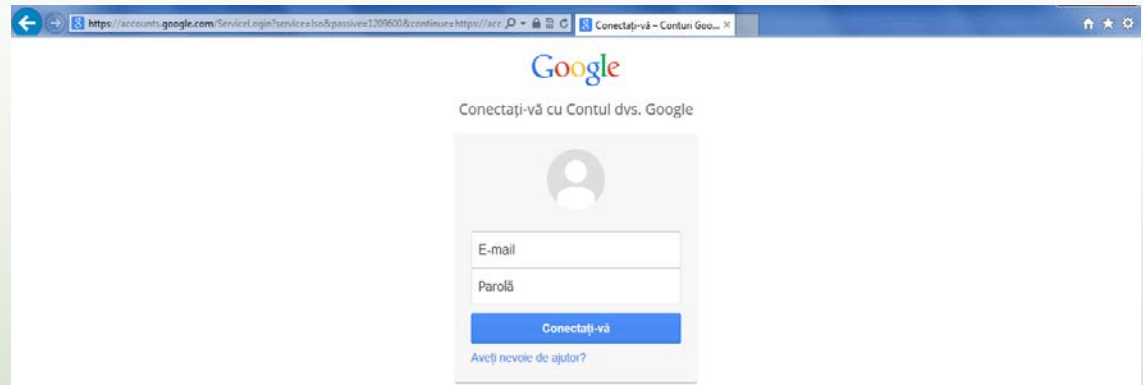 https://accounts.google.com/ServiceLogin?service=lso&passive=1209600&continue=https://acc
Conectați-vă – Conturi Goo...
Google
Conectați-vă cu Contul dvs. Google
E-mail
Parolă
Conectați-vă
Aveți nevoie de ajutor?